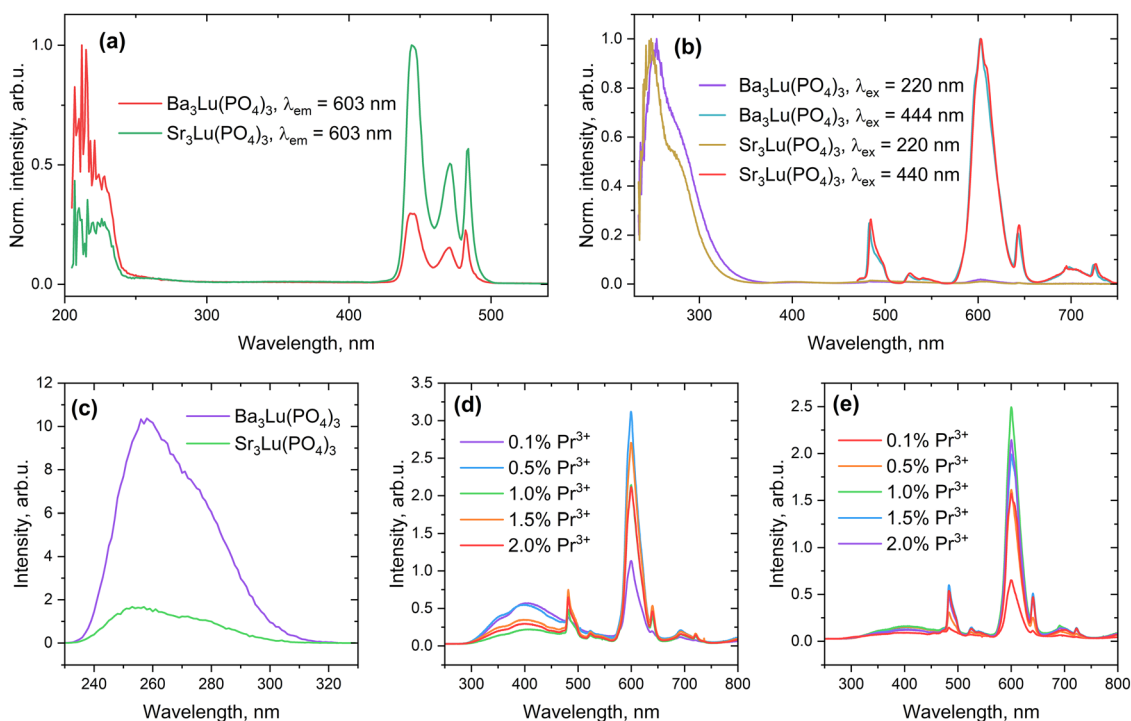 (a)
Norm. intensity, arb.u.
1.0
0.5
0.0
Ba₃Lu(PO₄)₃, λem = 603 nm
Sr₃Lu(PO₄)₃, λem = 603 nm
200 300 400 500
Wavelength, nm
(b)
Norm. intensity, arb.u.
1.0
0.8
0.6
0.4
0.2
0.0
Ba₃Lu(PO₄)₃, λex = 220 nm
Ba₃Lu(PO₄)₃, λex = 444 nm
Sr₃Lu(PO₄)₃, λex = 220 nm
Sr₃Lu(PO₄)₃, λex = 440 nm
300 400 500 600 700
Wavelength, nm
(c)
Intensity, arb.u.
12
10
8
6
4
2
0
Ba₃Lu(PO₄)₃
Sr₃Lu(PO₄)₃
240 260 280 300 320
Wavelength, nm
(d)
Intensity, arb.u.
3.5
3.0
2.5
2.0
1.5
1.0
0.5
0.0
0.1% Pr³⁺
0.5% Pr³⁺
1.0% Pr³⁺
1.5% Pr³⁺
2.0% Pr³⁺
300 400 500 600 700 800
Wavelength, nm
(e)
Intensity, arb.u.
2.5
2.0
1.5
1.0
0.5
0.0
0.1% Pr³⁺
0.5% Pr³⁺
1.0% Pr³⁺
1.5% Pr³⁺
2.0% Pr³⁺
300 400 500 600 700 800
Wavelength, nm